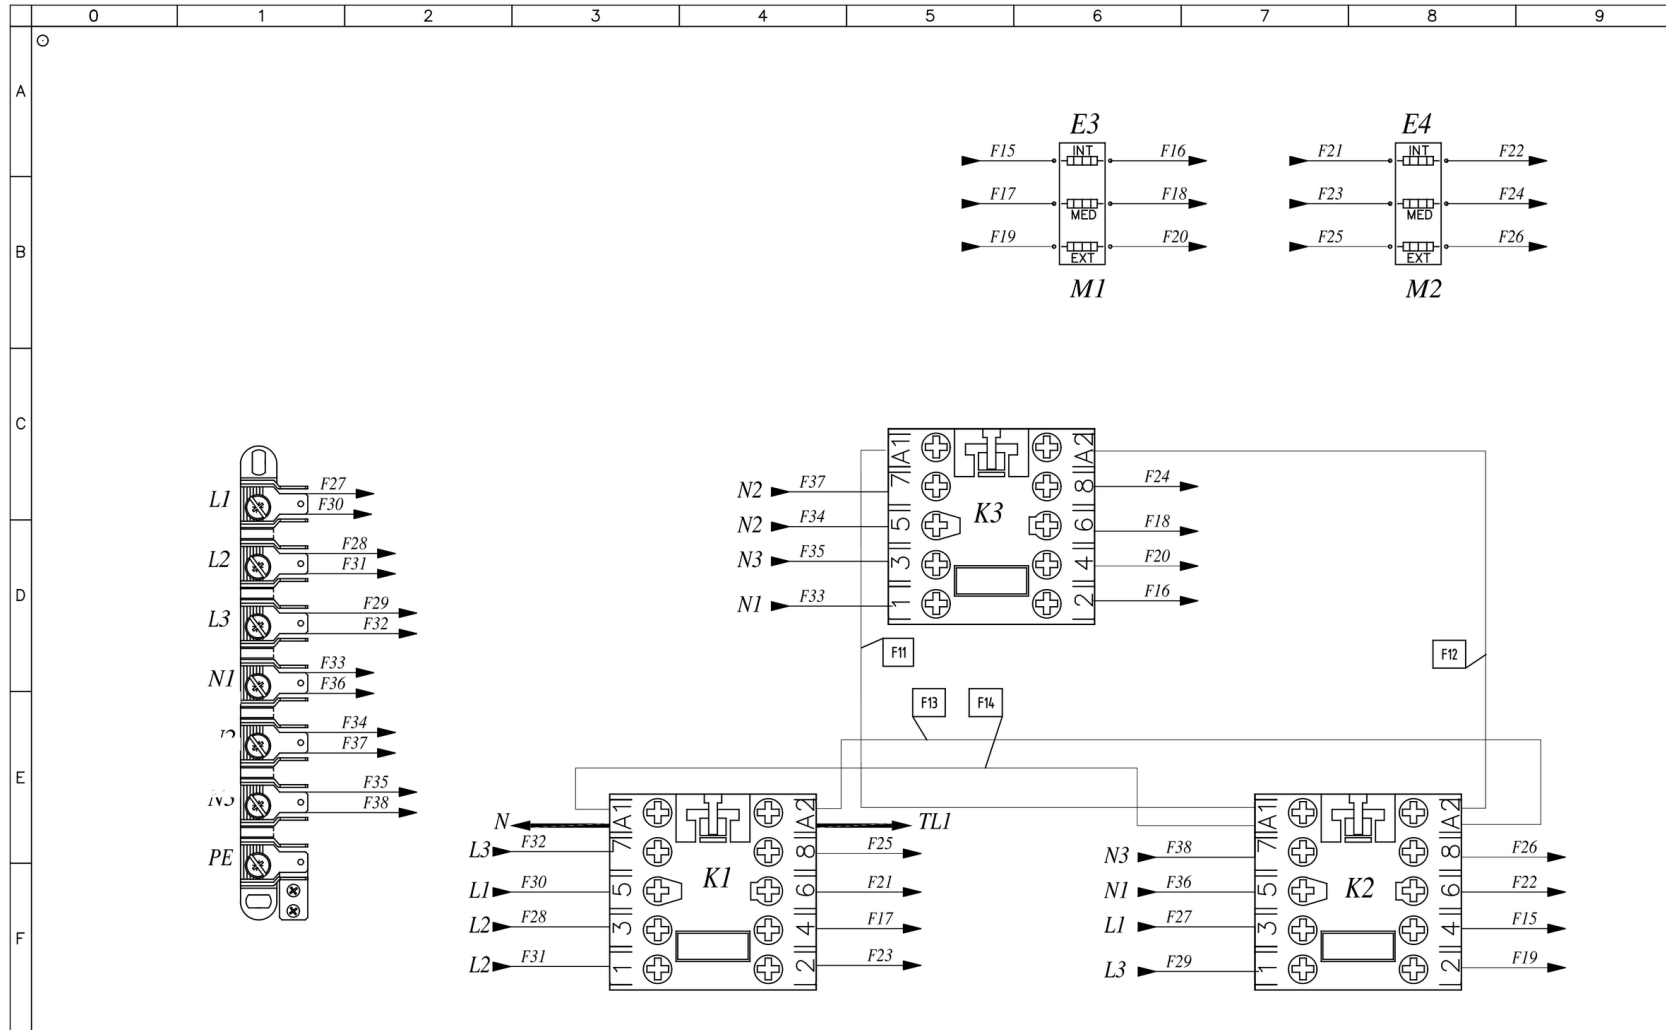 0 1 2 3 4 5 6 7 8 9
A
E3 E4
F15 INT F16 F21 INT F22
F17 F18 F23 F24
MED MED
B
F19 F20 F25 F26
EXT EXT
M1 M2
C
A1 A2
L1 F27
F30
N2 F37 7 8 F24
K3
N2 F34 5 6 F18
L2 F28
F31
N3 F35 3 4 F20
D
N1 F33 1 2 F16
L3 F29
F32
F11 F12
N1 F33
F36
F13 F14
F34
F37
E
N3 F35
F38
A1 A2 A1 A2
N TL1
L3 F32 7 8 F25 N3 F38 7 8 F26
PE
K1 K2
L1 F30 5 6 F21 N1 F36 5 6 F22
L2 F28 3 4 F17 L1 F27 3 4 F15
F
L2 F31 1 2 F23 L3 F29 1 2 F19